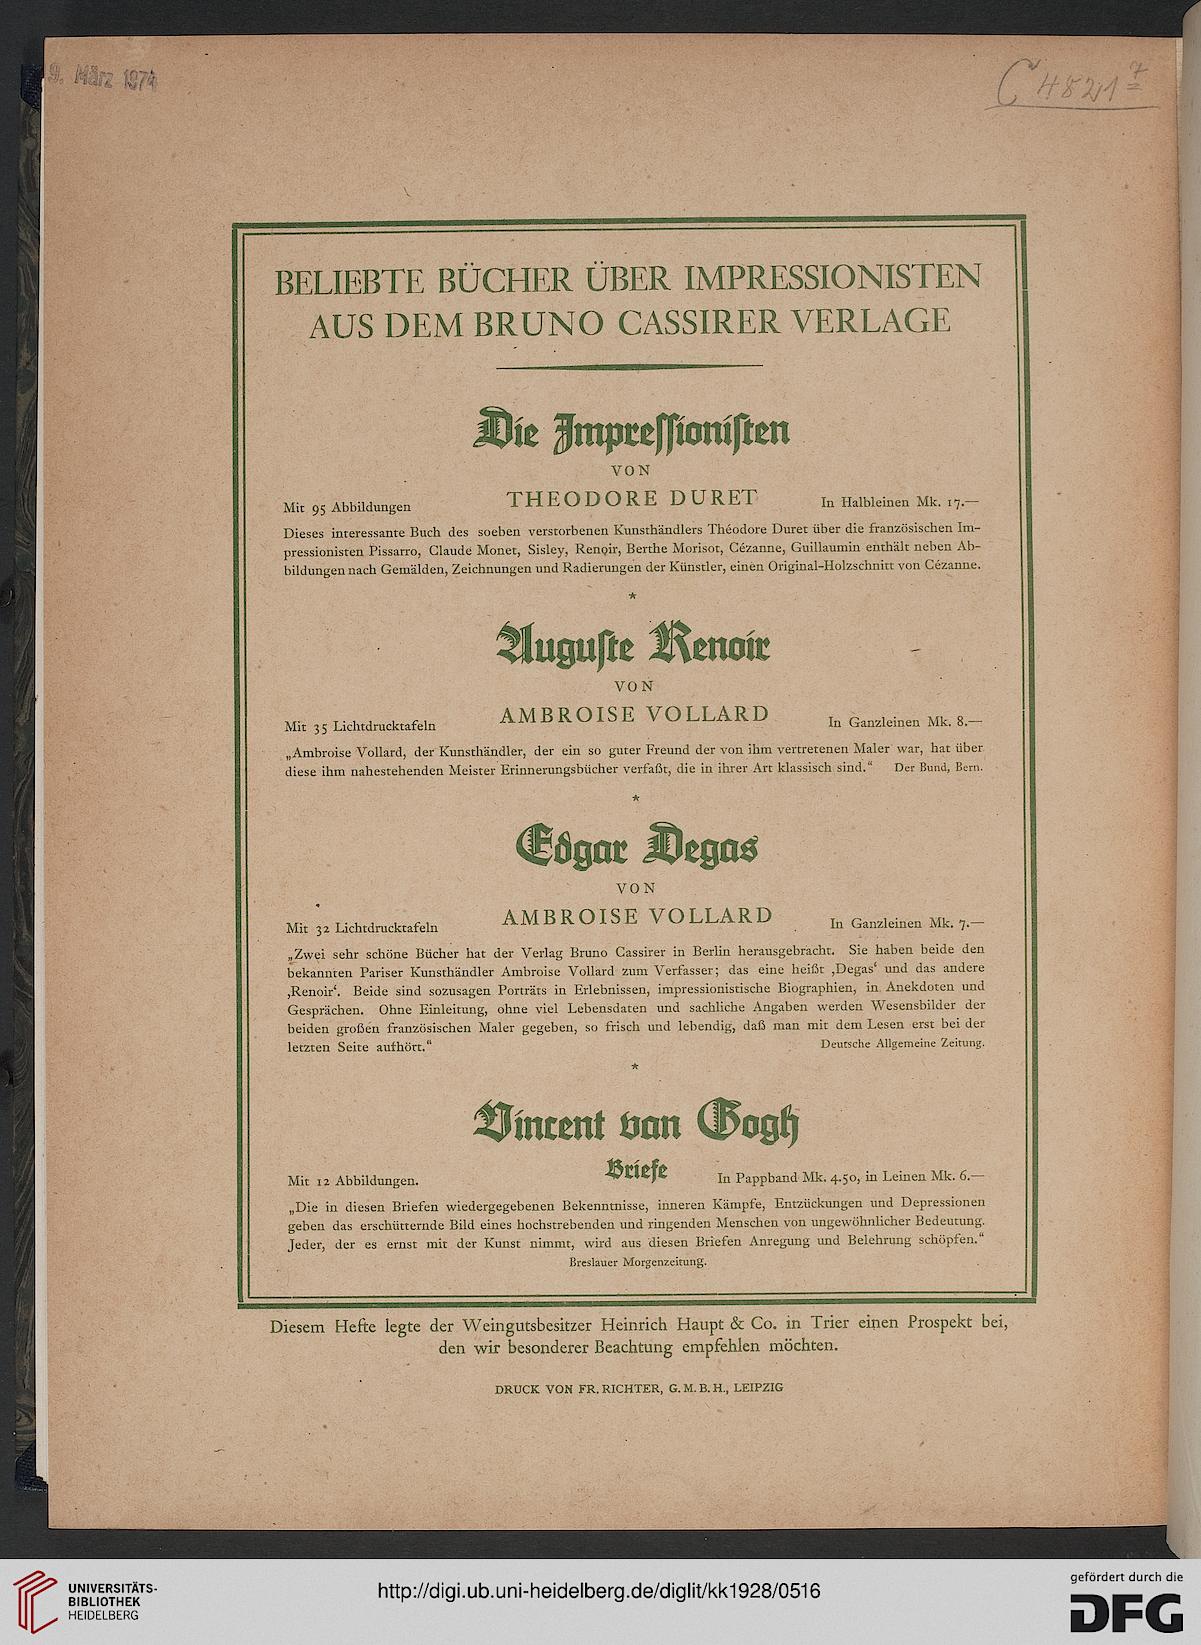 9. März 1974
C 4821 7
BELIEBTE BÜCHER ÜBER IMPRESSIONISTEN
AUS DEM BRUNO CASSIRER VERLAGE
Die Impressionisten
VON
THEODORE DURET
Mit 95 Abbildungen
In Halbleinen Mk. 17.—
Dieses interessante Buch des soeben verstorbenen Kunsthändlers Théodore Duret über die französischen Im-
pressionisten Pissarro, Claude Monet, Sisley, Renoir, Berthe Morisot, Cézanne, Guillaumin enthält neben Ab-
bildungen nach Gemälden, Zeichnungen und Radierungen der Künstler, einen Original-Holzschnitt von Cézanne.
*
Auguste Renoir
VON
AMBROISE VOLLARD
Mit 35 Lichtdrucktafeln
In Ganzleinen Mk. 8.—
„Ambroise Vollard, der Kunsthändler, der ein so guter Freund der von ihm vertretenen Maler war, hat über
diese ihm nahestehenden Meister Erinnerungsbücher verfaßt, die in ihrer Art klassisch sind.“ Der Bund, Bern.
*
Edgar Degas
VON
AMBROISE VOLLARD
Mit 32 Lichtdrucktafeln
In Ganzleinen Mk. 7.—
„Zwei sehr schöne Bücher hat der Verlag Bruno Cassirer in Berlin herausgebracht. Sie haben beide den
bekannten Pariser Kunsthändler Ambroise Vollard zum Verfasser; das eine heißt ‚Degas‘ und das andere
‚Renoir‘. Beide sind sozusagen Porträts in Erlebnissen, impressionistische Biographien, in Anekdoten und
Gesprächen. Ohne Einleitung, ohne viel Lebensdaten und sachliche Angaben werden Wesensbilder der
beiden großen französischen Maler gegeben, so frisch und lebendig, daß man mit dem Lesen erst bei der
letzten Seite aufhört.“ Deutsche Allgemeine Zeitung.
*
Vincent van Gogh
Briefe
Mit 12 Abbildungen.
In Pappband Mk. 4.50, in Leinen Mk. 6.—
„Die in diesen Briefen wiedergegebenen Bekenntnisse, inneren Kämpfe, Entzückungen und Depressionen
geben das erschütternde Bild eines hochstrebenden und ringenden Menschen von ungewöhnlicher Bedeutung.
Jeder, der es ernst mit der Kunst nimmt, wird aus diesen Briefen Anregung und Belehrung schöpfen.“
Breslauer Morgenzeitung.
Diesem Hefte legte der Weingutsbesitzer Heinrich Haupt & Co. in Trier einen Prospekt bei,
den wir besonderer Beachtung empfehlen möchten.
DRUCK VON FR. RICHTER, G. M. B. H., LEIPZIG
UNIVERSITÄTS-
BIBLIOTHEK
HEIDELBERG
http://digi.ub.uni-heidelberg.de/diglit/kk1928/0516
gefördert durch die
DFG